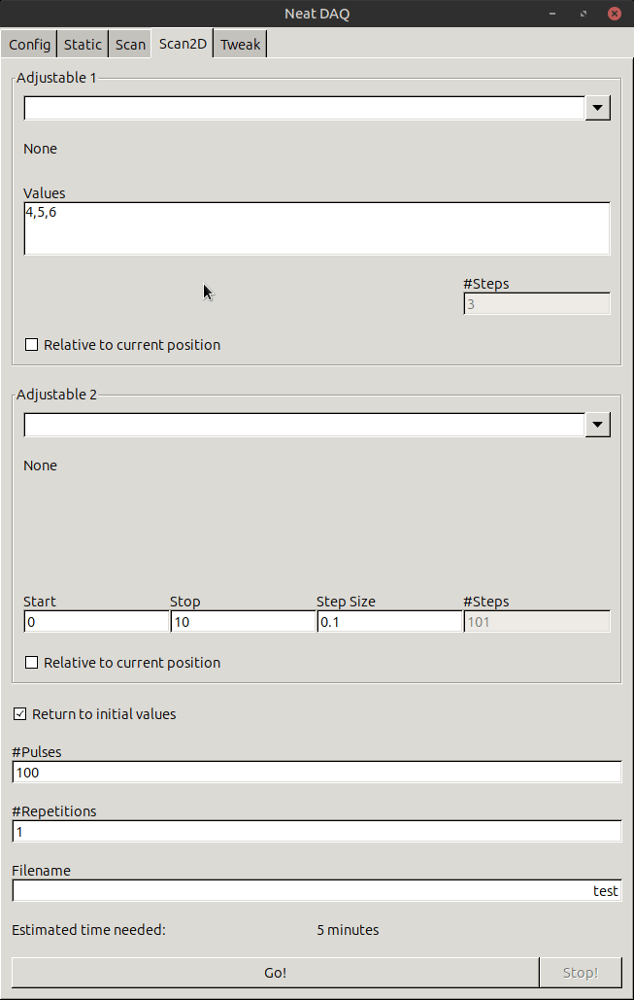 Neat DAQ
Config Static Scan Scan2D Tweak
Adjustable 1
None
Values
4,5,6
#Steps
3
Relative to current position
Adjustable 2
None
Start Stop Step Size #Steps
0 10 0.1 101
Relative to current position
Return to initial values
#Pulses
100
#Repetitions
1
Filename
test
Estimated time needed: 5 minutes
Go! Stop!